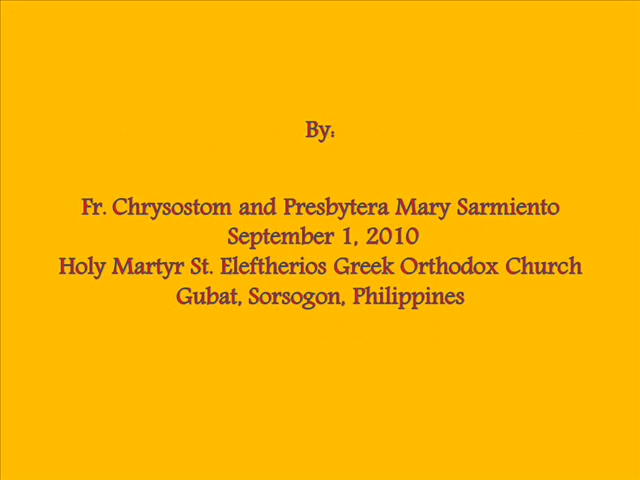 By:
Fr. Chrysostom and Presbytera Mary Sarmiento
September 1, 2010
Holy Martyr St. Eleftherios Greek Orthodox Church
Gubat, Sorsogon, Philippines